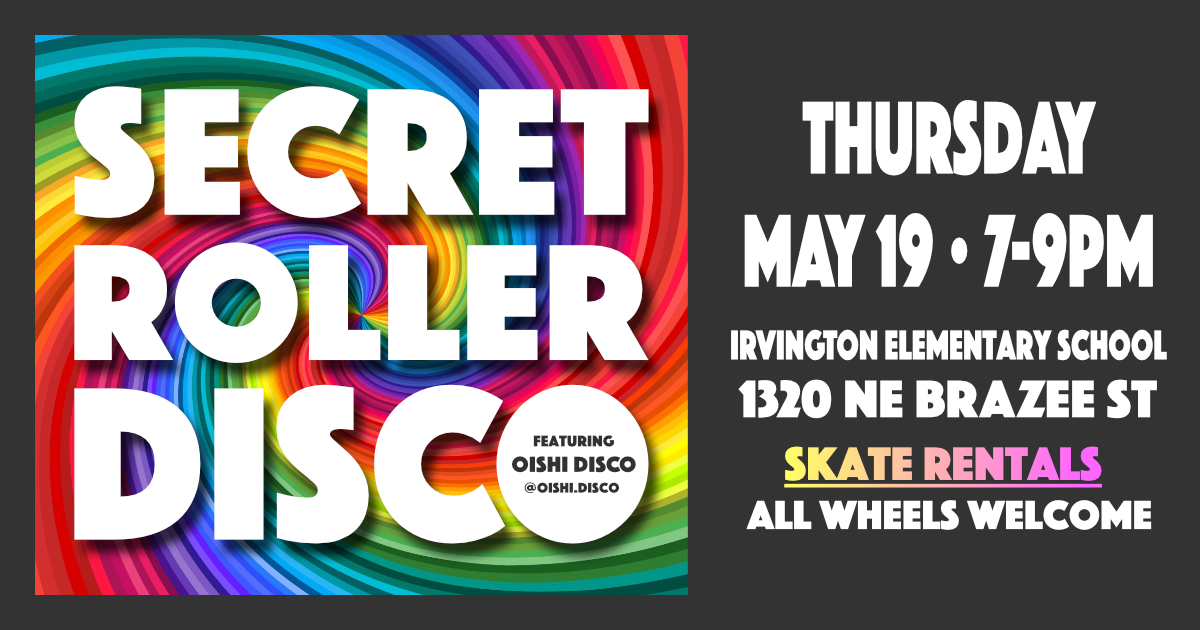 SECRET
ROLLER
DISCO
FEATURING
OISHI DISCO
@OISHI.DISCO
THURSDAY
MAY 19 • 7-9PM
IRVINGTON ELEMENTARY SCHOOL
1320 NE BRAZEE ST
SKATE RENTALS
ALL WHEELS WELCOME